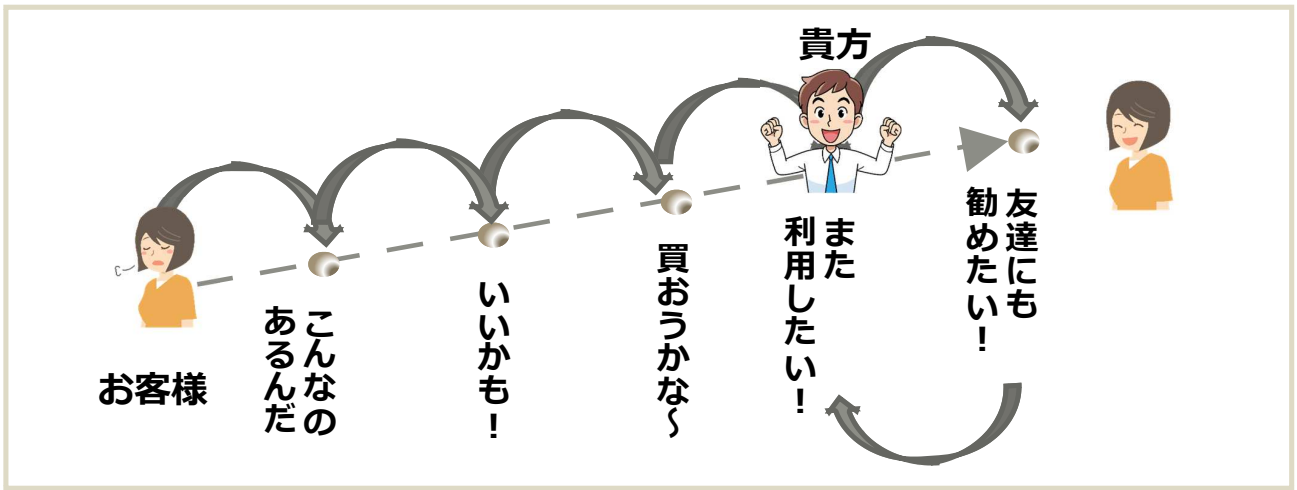 貴方
お客様
こんなの
あるんだ
いいかも！
買おうかな～
また
利用したい！
友達にも
勧めたい！